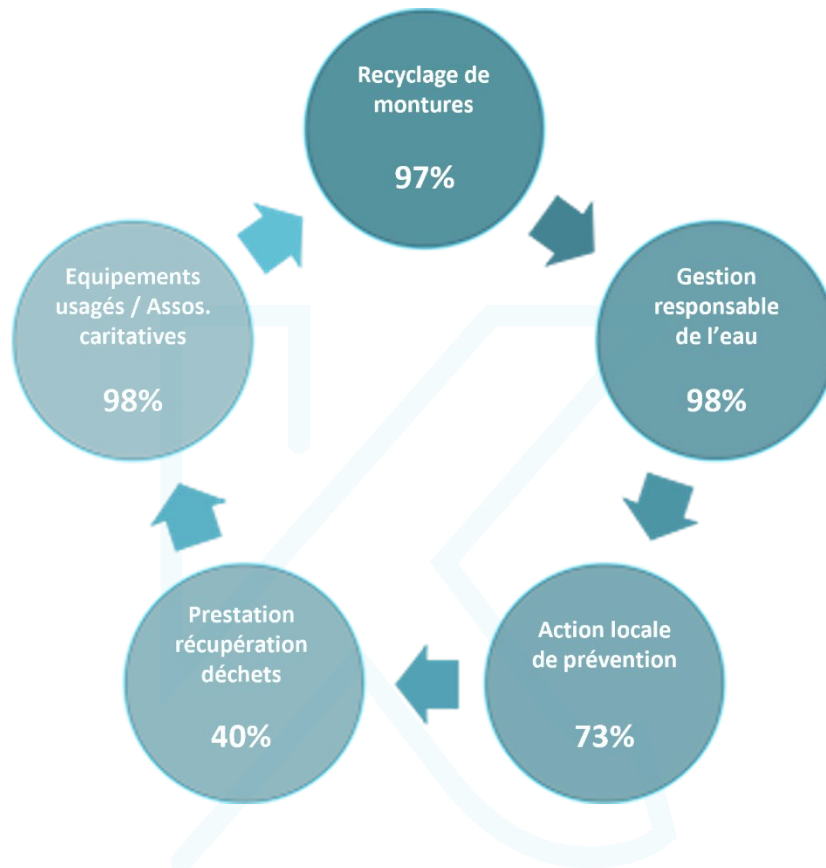 Recyclage de
montures
97%
Gestion
responsable
de l'eau
98%
Action locale
de prévention
73%
Prestation
récupération
déchets
40%
Equipements
usagés / Assos.
caritatives
98%